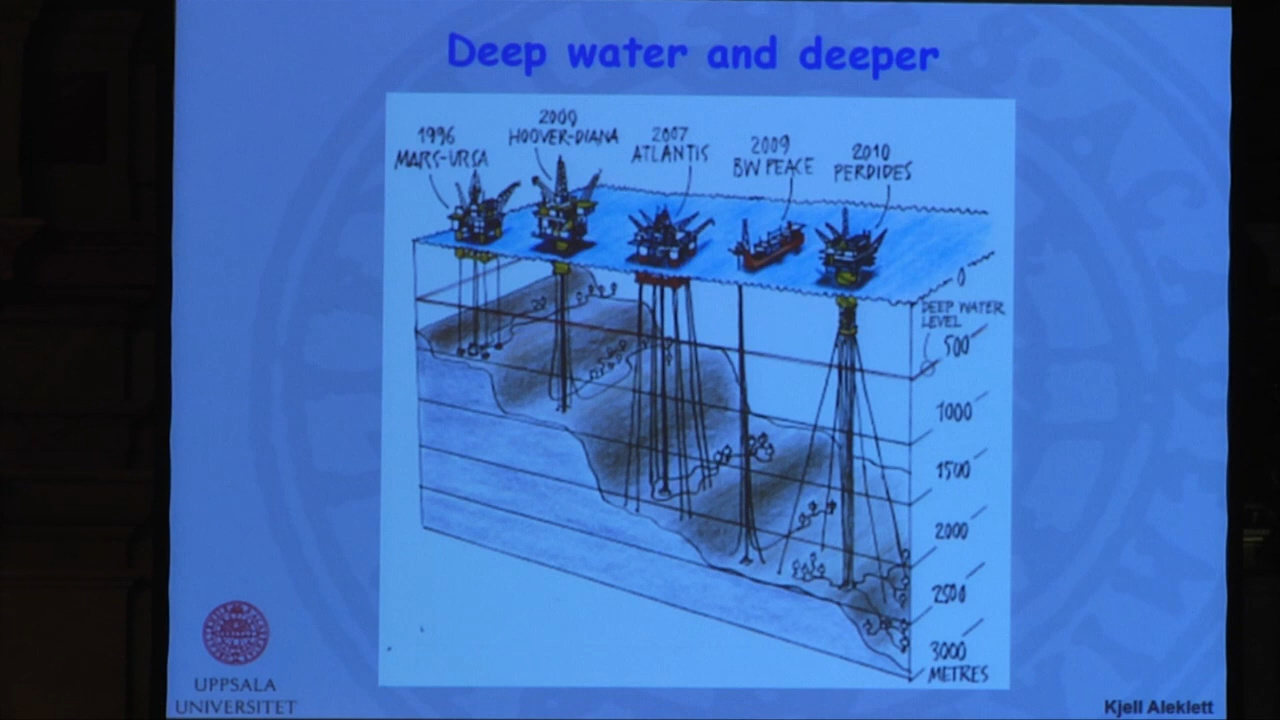 Deep water and deeper
1996
MARS-URSA
2000
HOOVER-DIANA
2007
ATLANTIS
2009
BW PEACE
2010
PERDIDES
0
DEEP WATER
LEVEL
500
1000
1500
2000
2500
3000
METRES
UPPSALA
UNIVERSITET
Kjell Aleklett